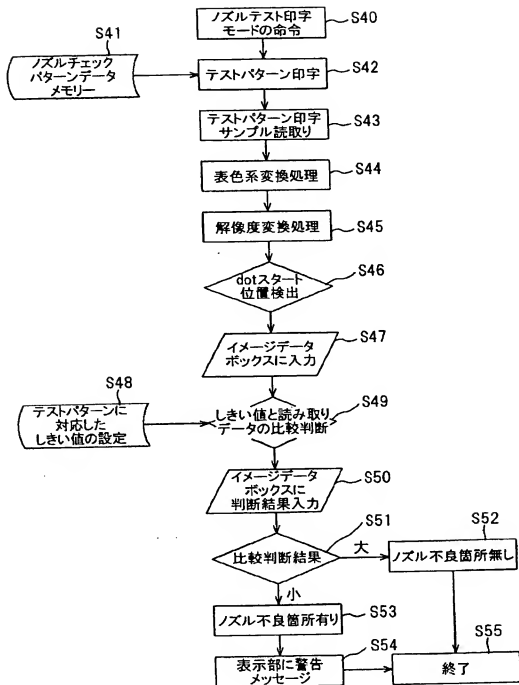 S40
ノズルテスト印字
モードの命令
S41
ノズルチェック
パターンデータ
メモリー
S42
テストパターン印字
S43
テストパターン印字
サンプル読取り
S44
表色系変換処理
S45
解像度変換処理
S46
dotスタート
位置検出
S47
イメージデータ
ボックスに入力
S48
テストパターンに
対応した
しきい値の設定
S49
しきい値と読み取り
データの比較判断
S50
イメージデータ
ボックスに
判断結果入力
S51
比較判断結果
大
S52
ノズル不良箇所無し
小
S53
ノズル不良箇所有り
S54
表示部に警告
メッセージ
S55
終了